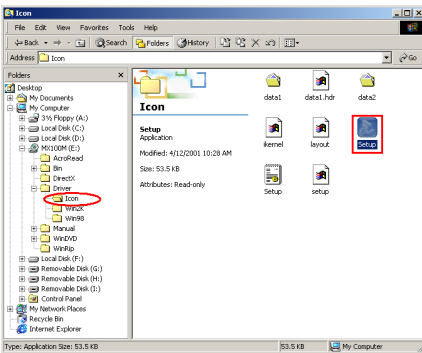 Icon
File Edit View Favorites Tools Help
Back Search Folders History
Address Icon Go
Folders
Desktop
My Documents
My Computer
3½ Floppy (A:)
Local Disk (C:)
Local Disk (D:)
MX100M (E:)
AcroRead
Bin
DirectX
Driver
Icon
Win2K
Win98
Manual
WinDVD
WinRip
Local Disk (F:)
Removable Disk (G:)
Removable Disk (H:)
Removable Disk (I:)
Control Panel
My Network Places
Recycle Bin
Internet Explorer
Icon
Setup
Application
Modified: 4/12/2001 10:28 AM
Size: 53.5 KB
Attributes: Read-only
data1 data1.hdr data2
ikernel layout Setup
Setup setup
Type: Application Size: 53.5 KB 53.5 KB My Computer